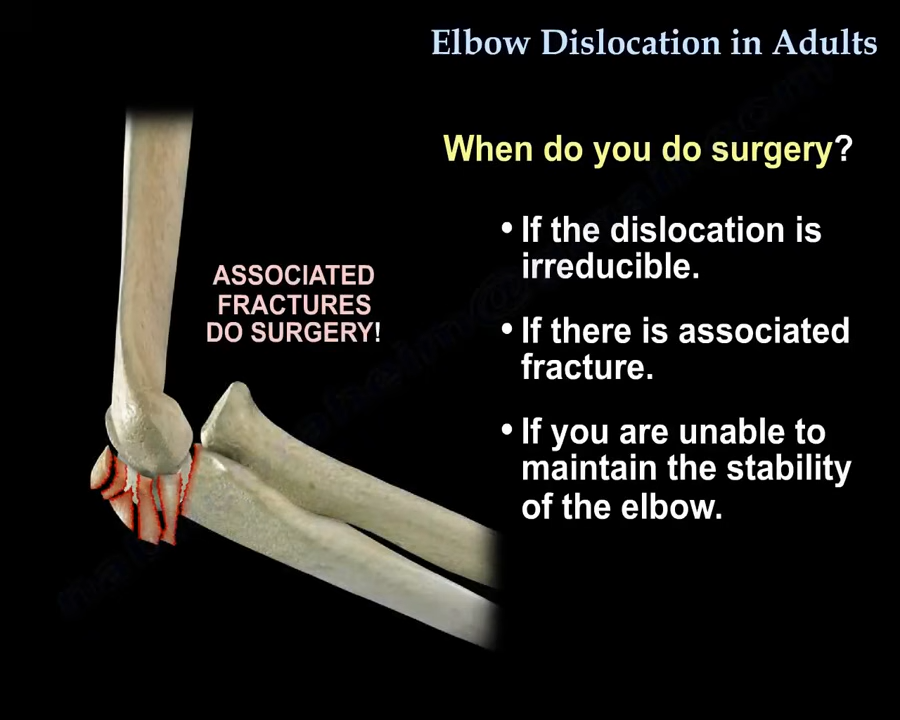 Elbow Dislocation in Adults
When do you do surgery?
• If the dislocation is
irreducible.
• If there is associated
fracture.
• If you are unable to
maintain the stability
of the elbow.
ASSOCIATED
FRACTURES
DO SURGERY!